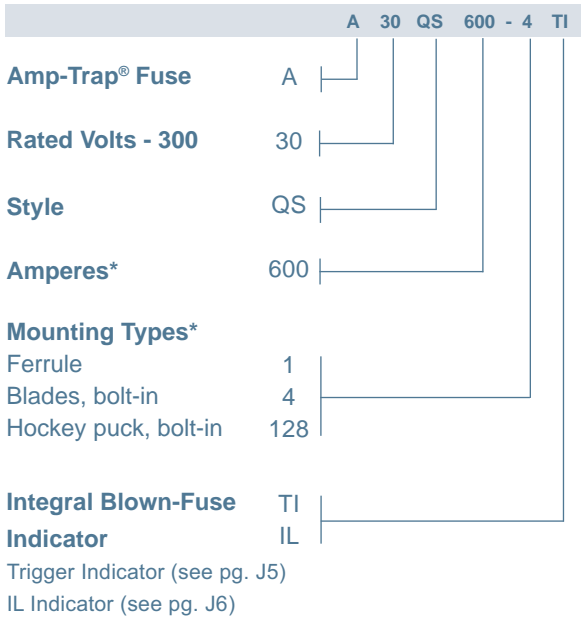 A 30 QS 600 - 4 TI
Amp-Trap® Fuse A
Rated Volts - 300 30
Style QS
Amperes* 600
Mounting Types*
Ferrule 1
Blades, bolt-in 4
Hockey puck, bolt-in 128
Integral Blown-Fuse TI
Indicator IL
Trigger Indicator (see pg. J5)
IL Indicator (see pg. J6)